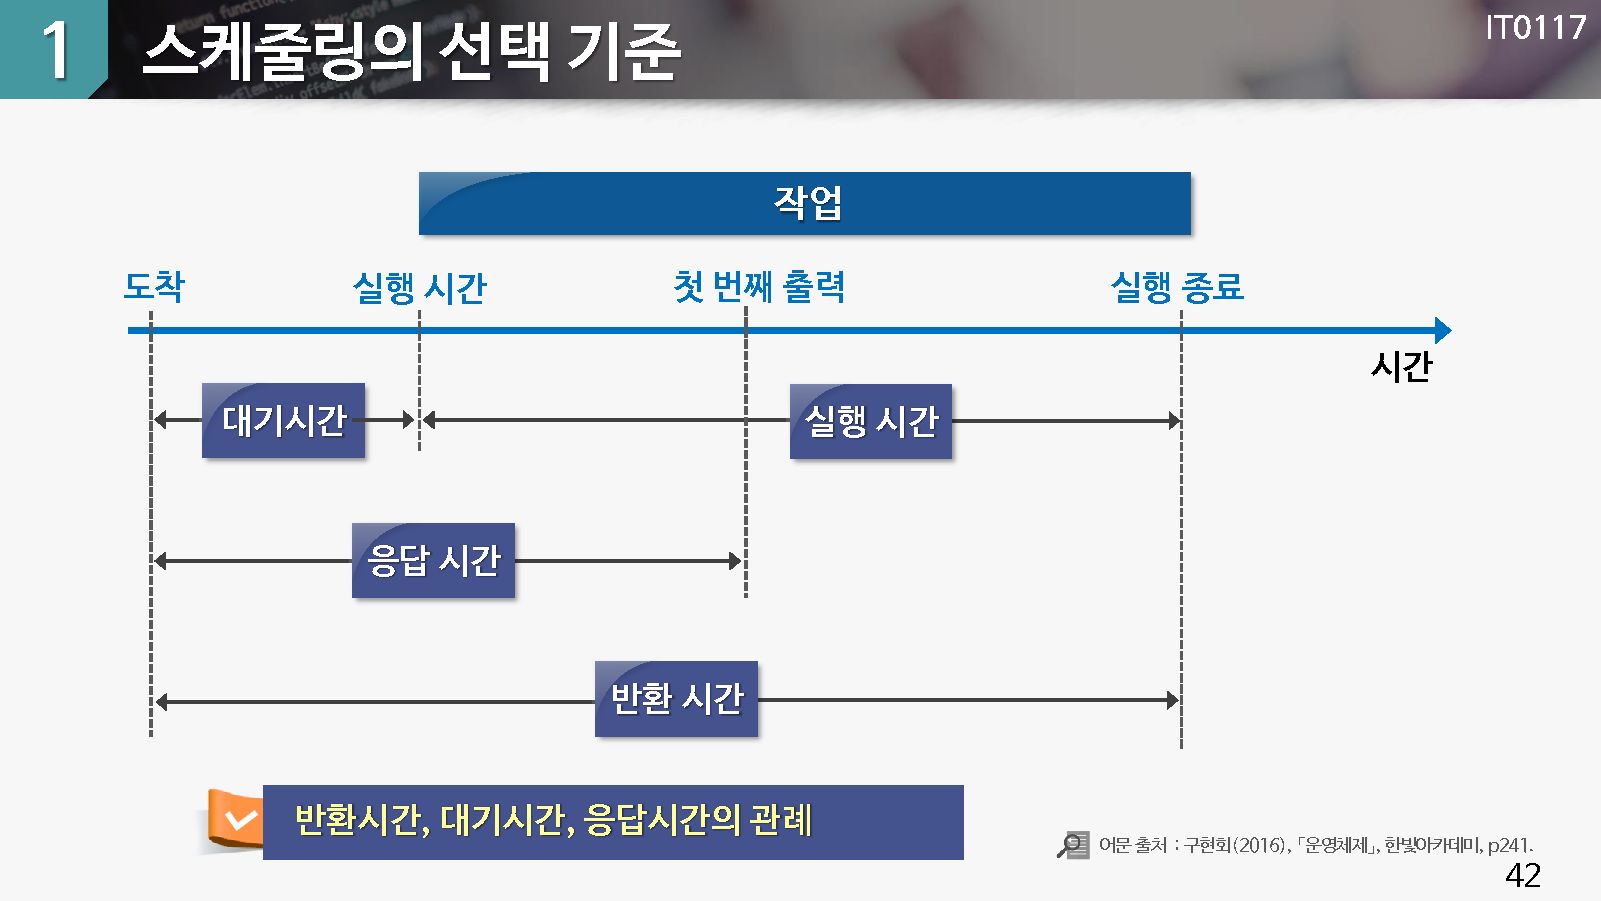 1 스케줄링의 선택 기준
IT0117
작업
도착 실행 시간 첫 번째 출력 실행 종료
시간
대기시간 실행 시간
응답 시간
반환 시간
반환시간, 대기시간, 응답시간의 관례
어문 출처 : 구현회(2016), 「운영체제」, 한빛아카데미, p241.
42